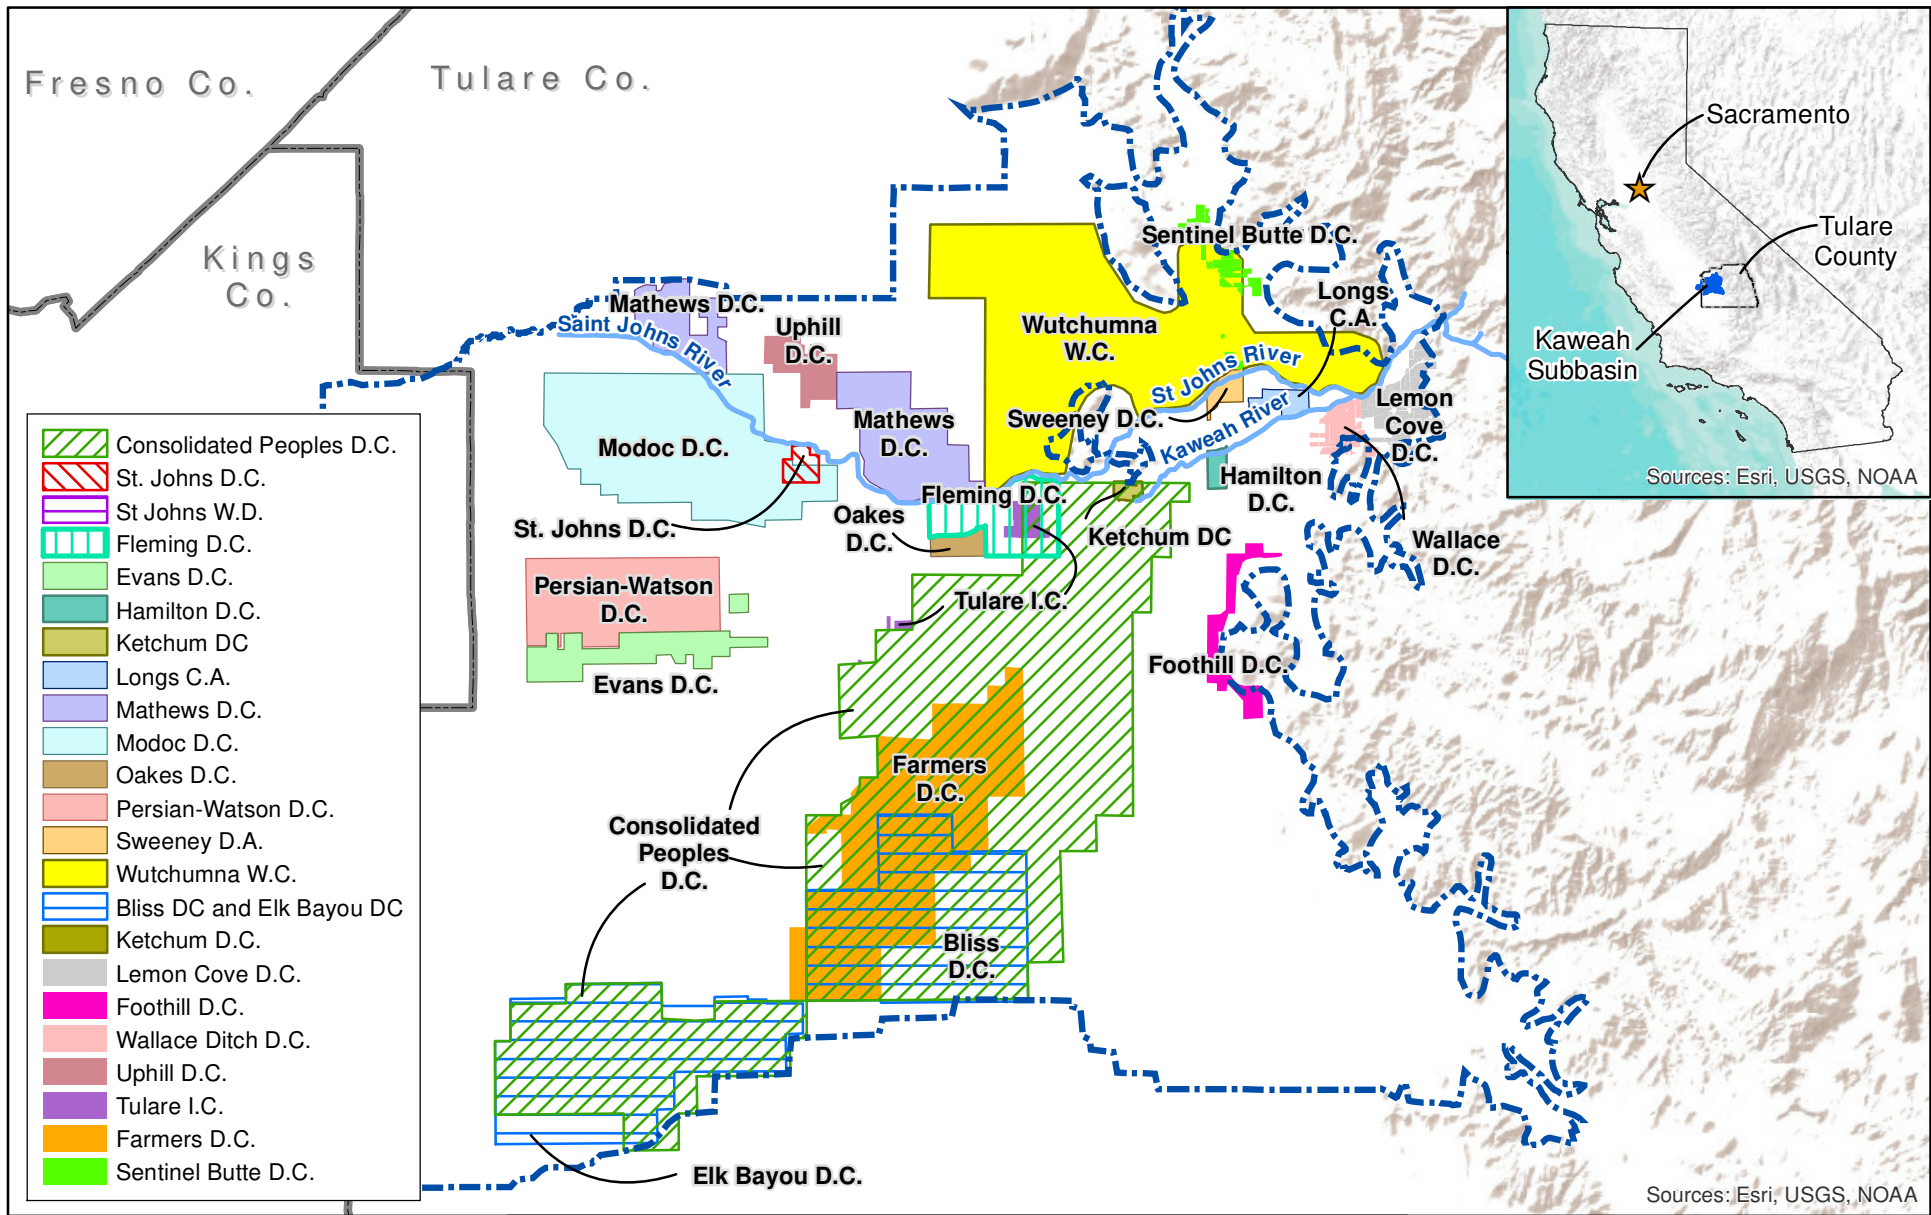 Fresno Co.
Tulare Co.
Kings
Co.
Sacramento
Tulare
County
Kaweah
Subbasin
Sources: Esri, USGS, NOAA
Sentinel Butte D.C.
Mathews D.C.
Longs
C.A.
Saint Johns River
Uphill
D.C.
Wutchumna
W.C.
St Johns River
Mathews
D.C.
Sweeney D.C.
Kaweah River
Lemon
Cove
D.C.
Modoc D.C.
Hamilton
D.C.
Fleming D.C.
St. Johns D.C.
Oakes
D.C.
Ketchum DC
Wallace
D.C.
Persian-Watson
D.C.
Tulare I.C.
Evans D.C.
Foothill D.C.
Farmers
D.C.
Consolidated
Peoples
D.C.
Bliss
D.C.
Elk Bayou D.C.
Consolidated Peoples D.C.
St. Johns D.C.
St Johns W.D.
Fleming D.C.
Evans D.C.
Hamilton D.C.
Ketchum DC
Longs C.A.
Mathews D.C.
Modoc D.C.
Oakes D.C.
Persian-Watson D.C.
Sweeney D.A.
Wutchumna W.C.
Bliss DC and Elk Bayou DC
Ketchum D.C.
Lemon Cove D.C.
Foothill D.C.
Wallace Ditch D.C.
Uphill D.C.
Tulare I.C.
Farmers D.C.
Sentinel Butte D.C.
Sources: Esri, USGS, NOAA